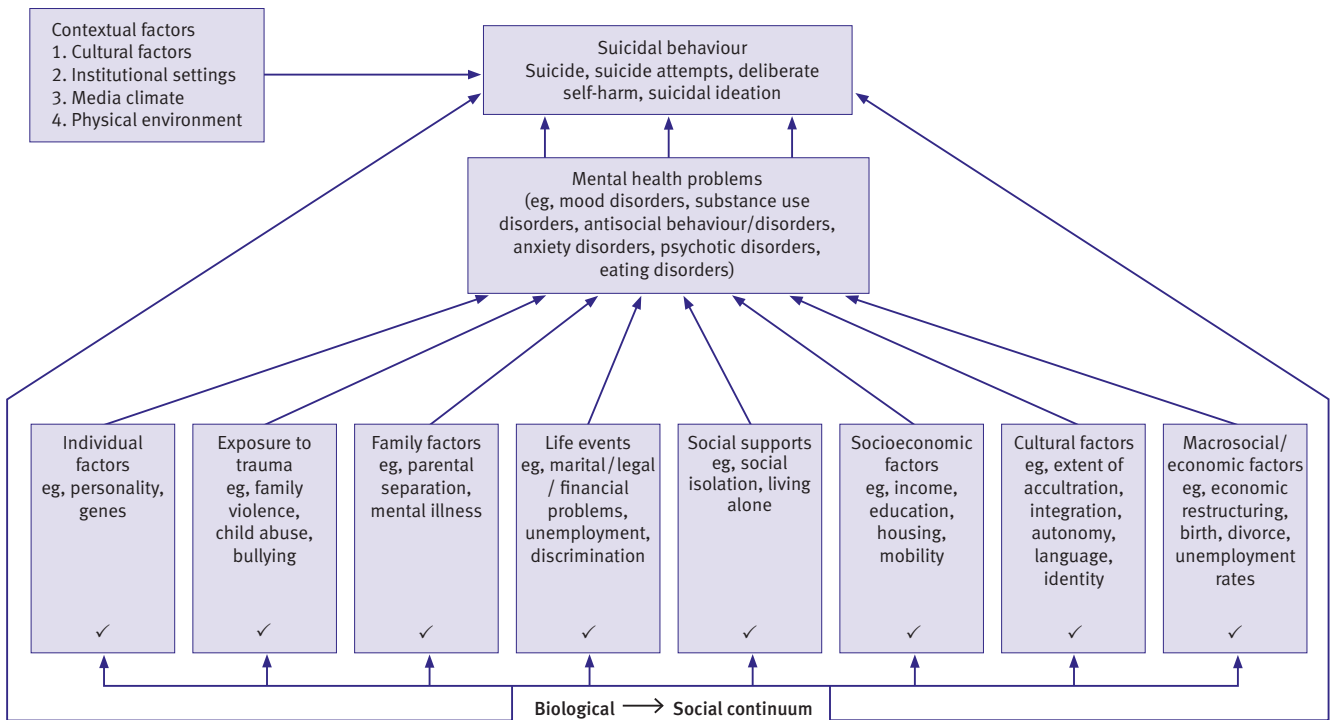 Contextual factors
1. Cultural factors
2. Institutional settings
3. Media climate
4. Physical environment
Suicidal behaviour
Suicide, suicide attempts, deliberate
self-harm, suicidal ideation
Mental health problems
(eg, mood disorders, substance use
disorders, antisocial behaviour/disorders,
anxiety disorders, psychotic disorders,
eating disorders)
Individual
factors
eg, personality,
genes
✓
Exposure to
trauma
eg, family
violence,
child abuse,
bullying
✓
Family factors
eg, parental
separation,
mental illness
✓
Life events
eg, marital/legal
/ financial
problems,
unemployment,
discrimination
✓
Social supports
eg, social
isolation, living
alone
✓
Socioeconomic
factors
eg, income,
education,
housing,
mobility
✓
Cultural factors
eg, extent of
accultration,
integration,
autonomy,
language,
identity
✓
Macrosocial/
economic factors
eg, economic
restructuring,
birth, divorce,
unemployment
rates
✓
Biological → Social continuum